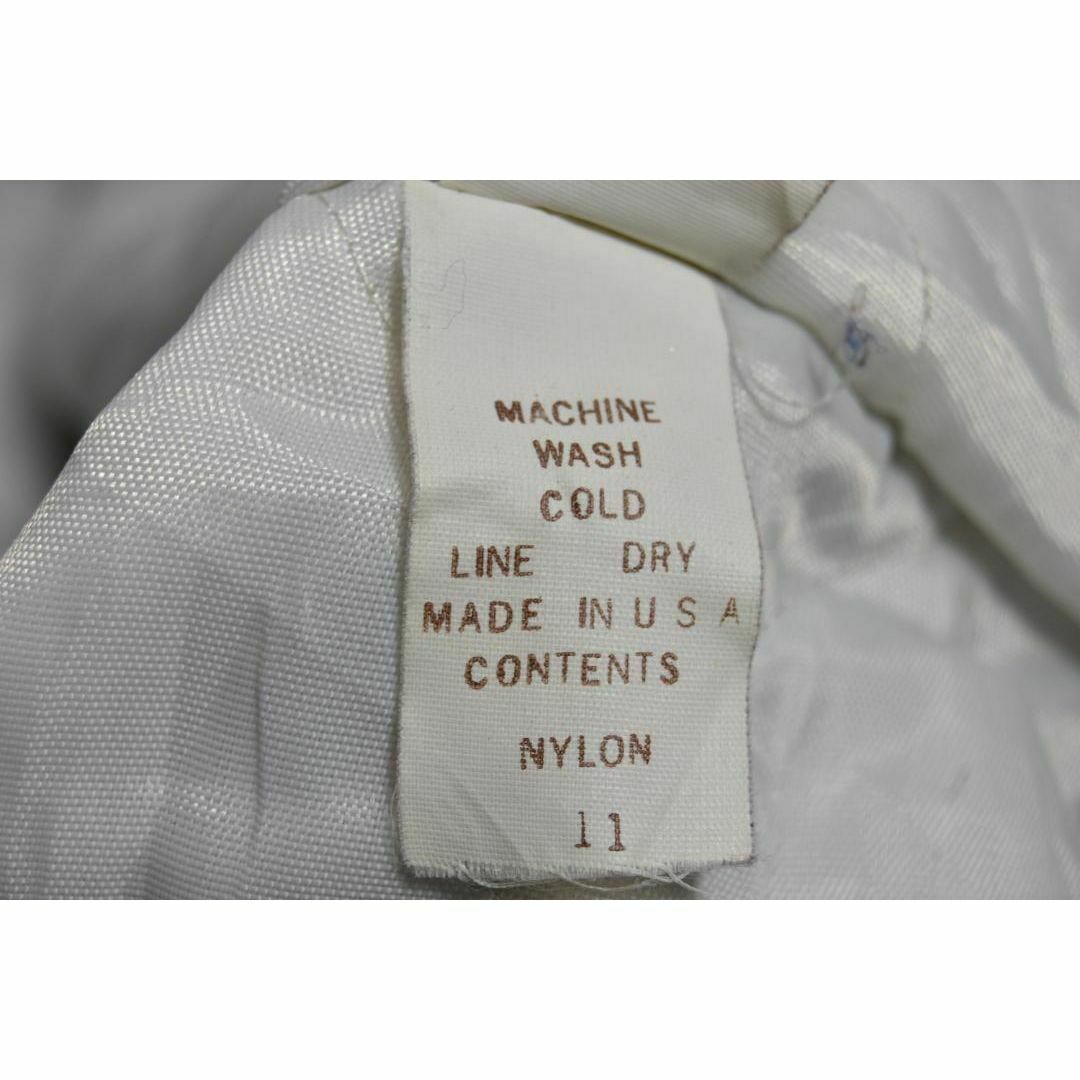 MACHINE
WASH
COLD
LINE DRY
MADE IN U S A
CONTENTS
NYLON
11